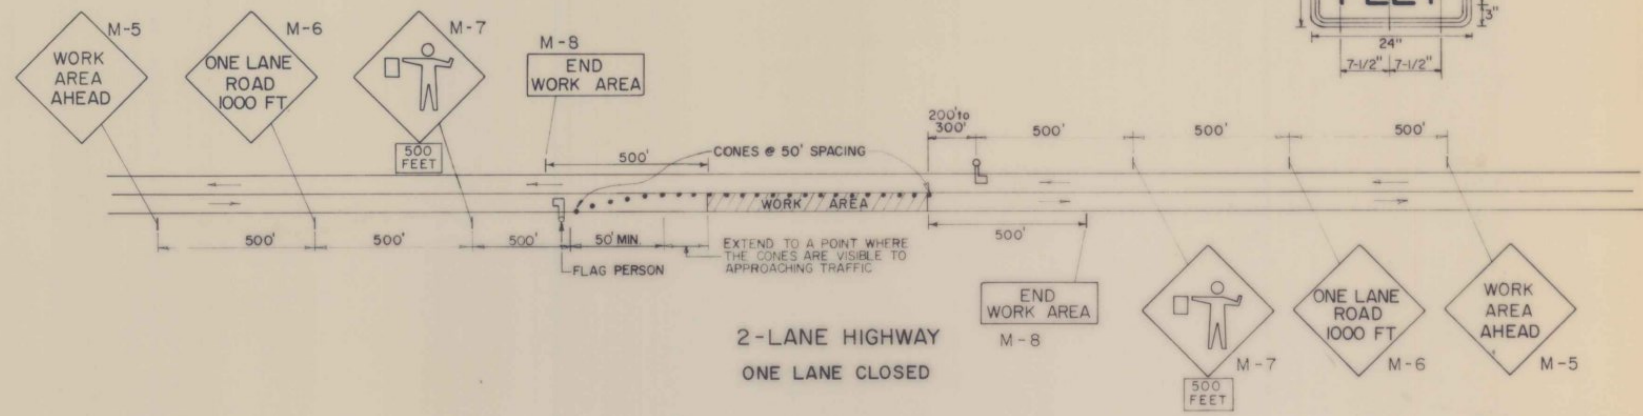 FEET
3"
24"
7-1/2" 7-1/2"
M-5
WORK
AREA
AHEAD
M-6
ONE LANE
ROAD
1000 FT
M-7
500
FEET
M-8
END
WORK AREA
500'
CONES @ 50' SPACING
200' to
300'
500'
500'
500'
WORK AREA
500'
500'
500'
50' MIN.
EXTEND TO A POINT WHERE
THE CONES ARE VISIBLE TO
APPROACHING TRAFFIC
FLAG PERSON
500'
END
WORK AREA
M-8
M-7
500
FEET
ONE LANE
ROAD
1000 FT
M-6
WORK
AREA
AHEAD
M-5
2-LANE HIGHWAY
ONE LANE CLOSED